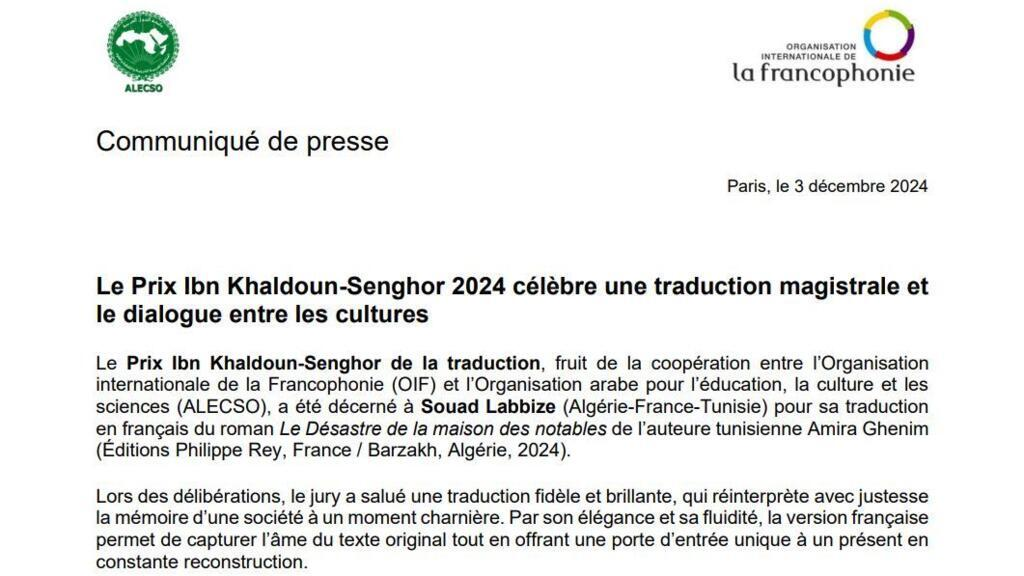 ALECSO
ORGANISATION
INTERNATIONALE DE
la francophonie
Communiqué de presse
Paris, le 3 décembre 2024
Le Prix Ibn Khaldoun-Senghor 2024 célèbre une traduction magistrale et
le dialogue entre les cultures
Le Prix Ibn Khaldoun-Senghor de la traduction, fruit de la coopération entre l’Organisation
internationale de la Francophonie (OIF) et l’Organisation arabe pour l’éducation, la culture et les
sciences (ALECSO), a été décerné à Souad Labbize (Algérie-France-Tunisie) pour sa traduction
en français du roman Le Désastre de la maison des notables de l’auteure tunisienne Amira Ghenim
(Éditions Philippe Rey, France / Barzakh, Algérie, 2024).
Lors des délibérations, le jury a salué une traduction fidèle et brillante, qui réinterprète avec justesse
la mémoire d’une société à un moment charnière. Par son élégance et sa fluidité, la version française
permet de capturer l’âme du texte original tout en offrant une porte d’entrée unique à un présent en
constante reconstruction.